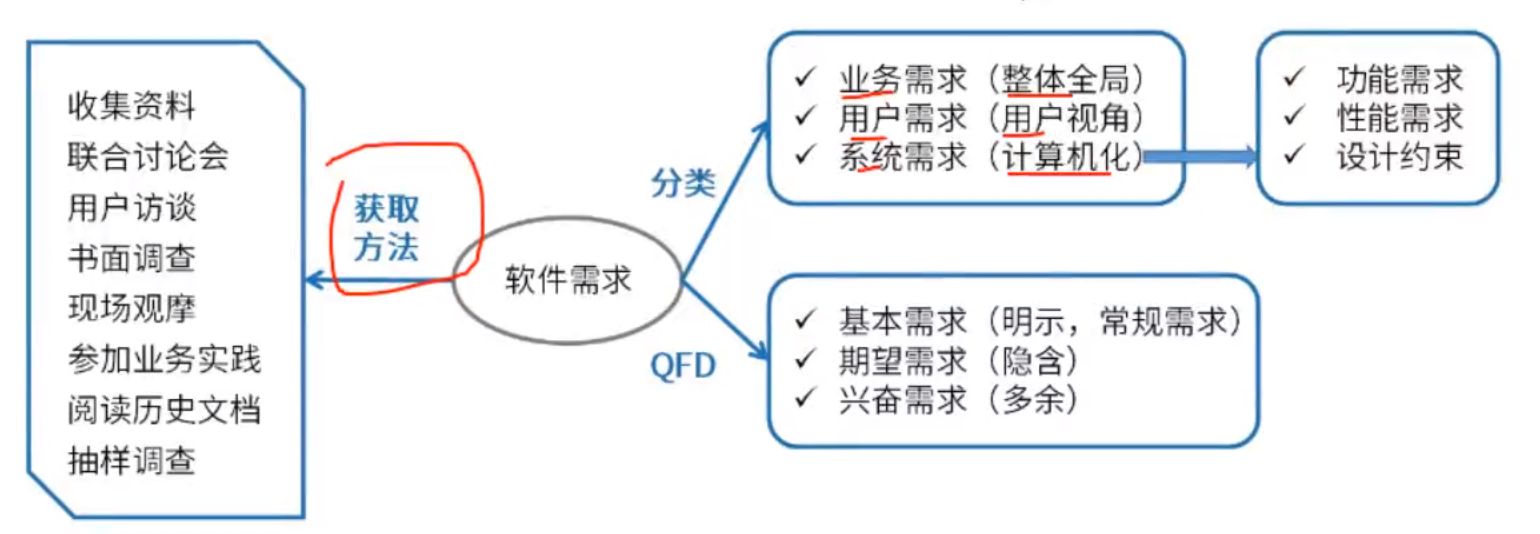 收集资料
联合讨论会
用户访谈
书面调查
现场观摩
参加业务实践
阅读历史文档
抽样调查
获取
方法
软件需求
分类
✓ 业务需求（整体全局）
✓ 用户需求（用户视角）
✓ 系统需求（计算机化）
✓ 功能需求
✓ 性能需求
✓ 设计约束
QFD
✓ 基本需求（明示，常规需求）
✓ 期望需求（隐含）
✓ 兴奋需求（多余）